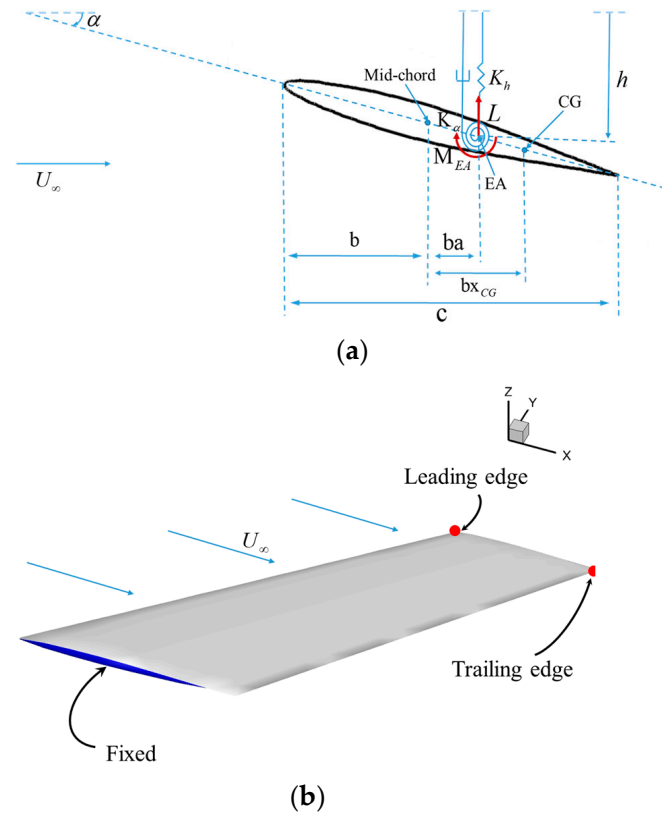 α
h
K_h
Mid-chord
L
CG
K_α
M_EA
EA
U_∞
b
ba
bx_CG
c
(a)
Z
Y
X
Leading edge
U_∞
Trailing edge
Fixed
(b)